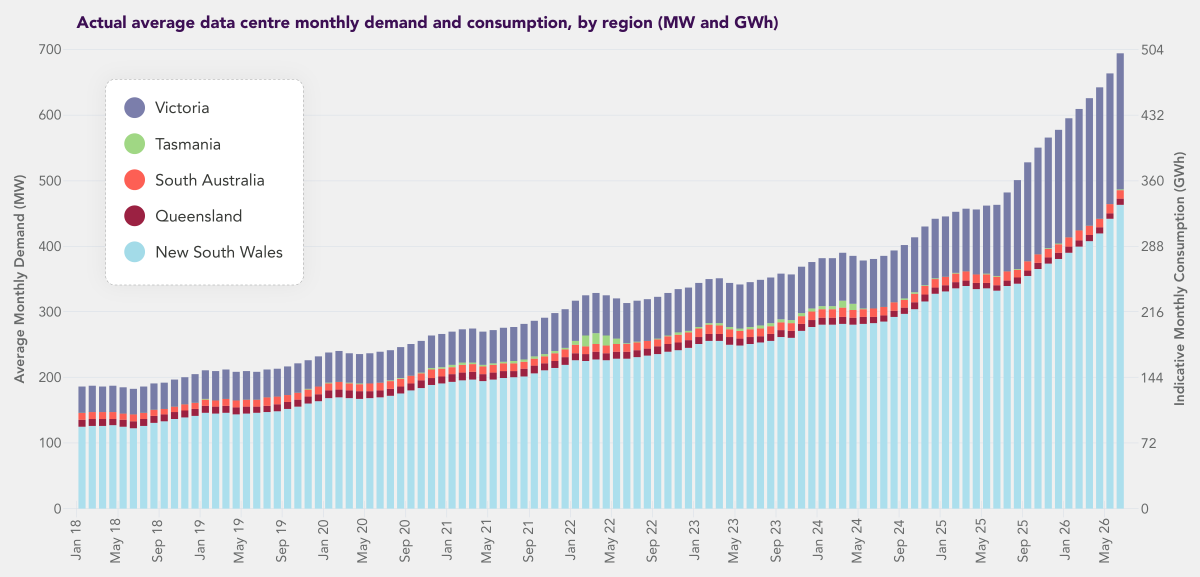 Actual average data centre monthly demand and consumption, by region (MW and GWh)
Average Monthly Demand (MW)
700
600
500
400
300
200
100
0
Victoria
Tasmania
South Australia
Queensland
New South Wales
504
432
360
288
216
144
72
0
Indicative Monthly Consumption (GWh)
Jan 18
May 18
Sep 18
Jan 19
May 19
Sep 19
Jan 20
May 20
Sep 20
Jan 21
May 21
Sep 21
Jan 22
May 22
Sep 22
Jan 23
May 23
Sep 23
Jan 24
May 24
Sep 24
Jan 25
May 25
Sep 25
Jan 26
May 26